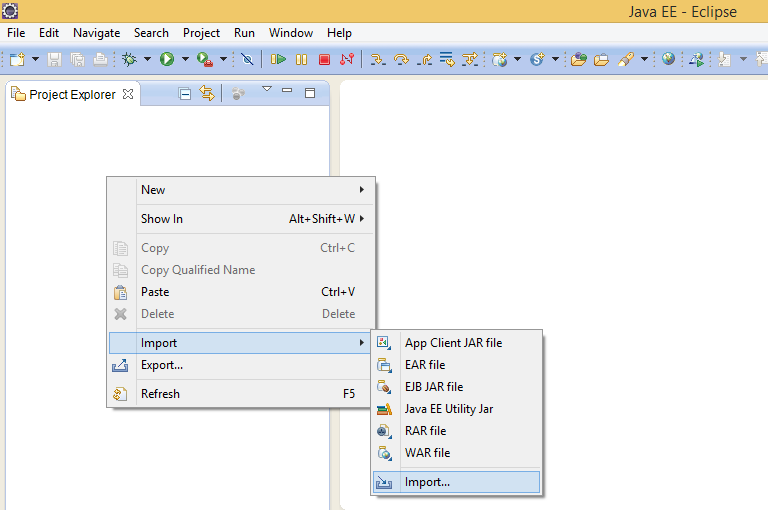 Java EE - Eclipse
File Edit Navigate Search Project Run Window Help
Project Explorer
New
Show In Alt+Shift+W
Copy Ctrl+C
Copy Qualified Name
Paste Ctrl+V
Delete Delete
Import
Export...
Refresh F5
App Client JAR file
EAR file
EJB JAR file
Java EE Utility Jar
RAR file
WAR file
Import...